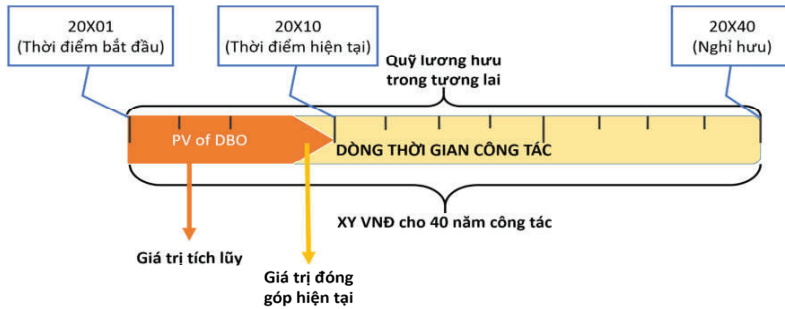 20X01
(Thời điểm bắt đầu)
20X10
(Thời điểm hiện tại)
20X40
(Nghỉ hưu)
Quỹ lương hưu
trong tương lai
PV of DBO
DÒNG THỜI GIAN CÔNG TÁC
XY VNĐ cho 40 năm công tác
Giá trị tích lũy
Giá trị đóng
góp hiện tại